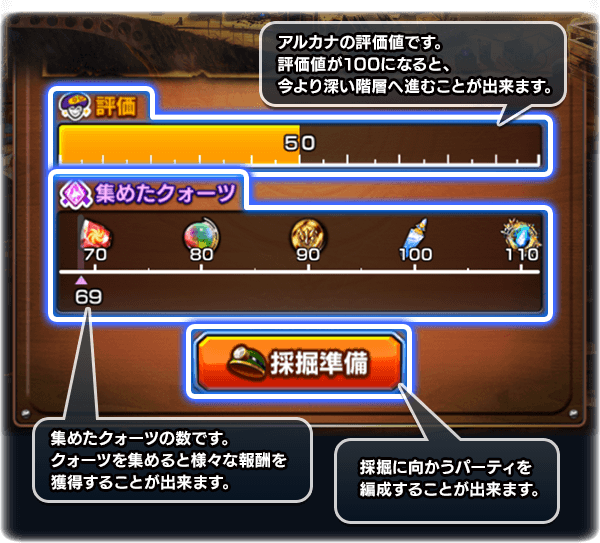 アルカナの評価値です。
評価値が100になると、
今より深い階層へ進むことが出来ます。
評価
50
集めたクォーツ
70 80 90 100 110
69
採掘準備
集めたクォーツの数です。
クォーツを集めると様々な報酬を
獲得することが出来ます。
採掘に向かうパーティを
編成することが出来ます。